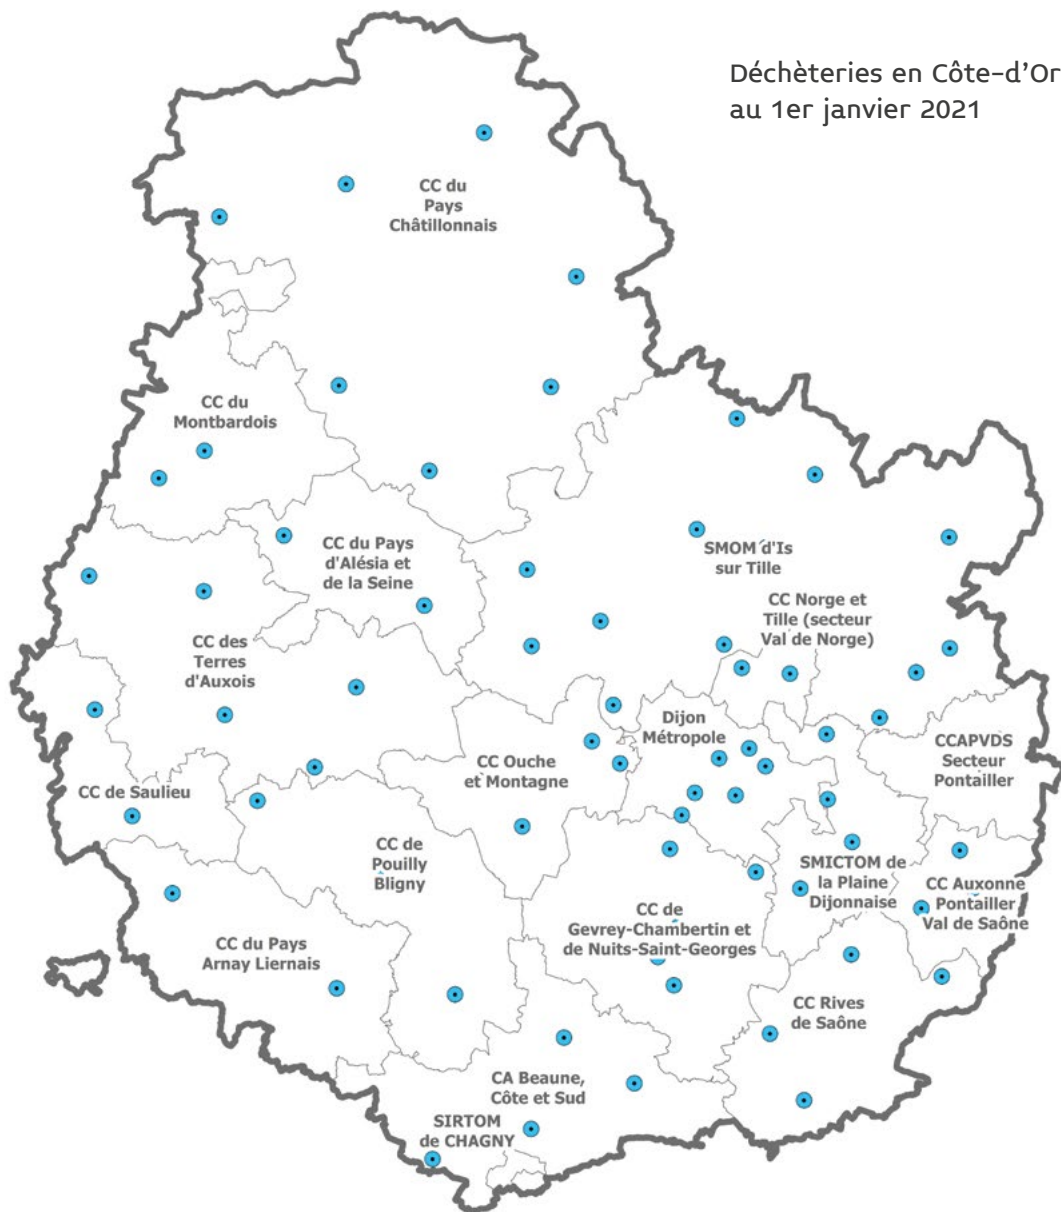 Déchèteries en Côte-d'Or
au 1er janvier 2021
CC du
Pays
Châtillonnais
CC du
Montbardois
CC du Pays
d'Alésia et
de la Seine
SMOM d'Is
sur Tille
CC Norge et
Tille (secteur
Val de Norge)
CC des
Terres
d'Auxois
Dijon
Métropole
CCAPVDS
Secteur
Pontailler
CC Ouche
et Montagne
CC de Saulieu
CC de
Pouilly
Bligny
SMICTOM de
la Plaine
Dijonnaise
CC Auxonne
Pontailler
Val de Saône
CC de
Gevrey-Chambertin et
de Nuits-Saint-Georges
CC du Pays
Arnay Liernais
CC Rives
de Saône
CA Beaune,
Côte et Sud
SIRTOM
de CHAGNY